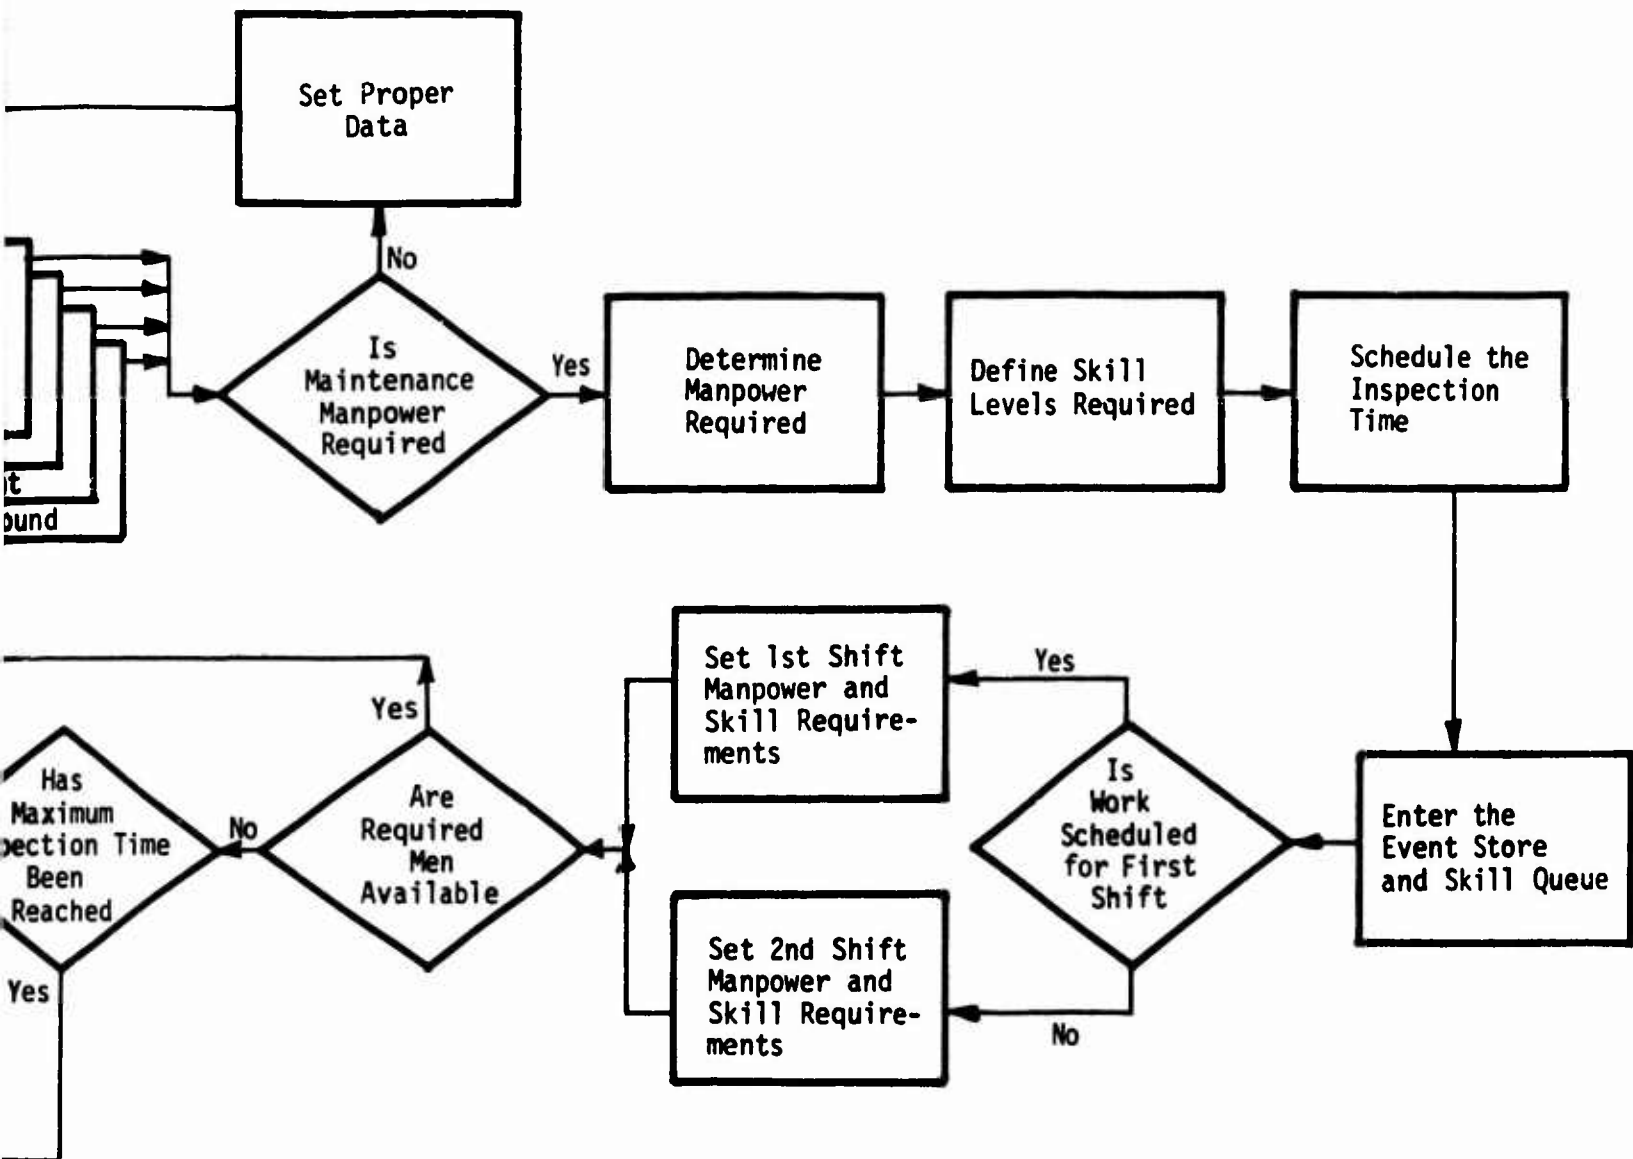 Set Proper
Data
No
Is
Maintenance
Manpower
Required
Yes
Determine
Manpower
Required
Define Skill
Levels Required
Schedule the
Inspection
Time
Set 1st Shift
Manpower and
Skill Require-
ments
Yes
Is
Work
Scheduled
for First
Shift
No
Enter the
Event Store
and Skill Queue
Set 2nd Shift
Manpower and
Skill Require-
ments
Yes
Are
Required
Men
Available
No
Has
Maximum
pection Time
Been
Reached
Yes